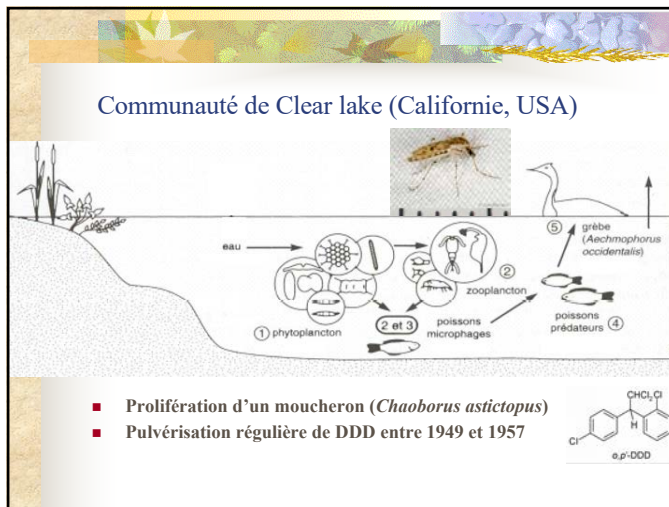 Communauté de Clear lake (Californie, USA)
eau
⑤ grèbe
(Aechmophorus
occidentalis)
②
zooplancton
① phytoplancton
2 et 3
poissons
microphages
poissons
prédateurs ④
Prolifération d’un moucheron (Chaoborus astictopus)
Pulvérisation régulière de DDD entre 1949 et 1957
CHCl₂Cl
H
Cl
o,p'-DDD